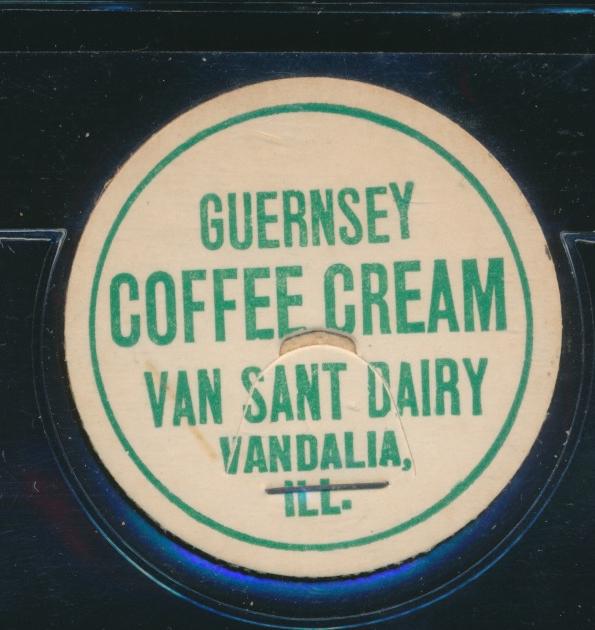 GUERNSEY
COFFEE CREAM
VAN SANT DAIRY
VANDALIA,
ILL.